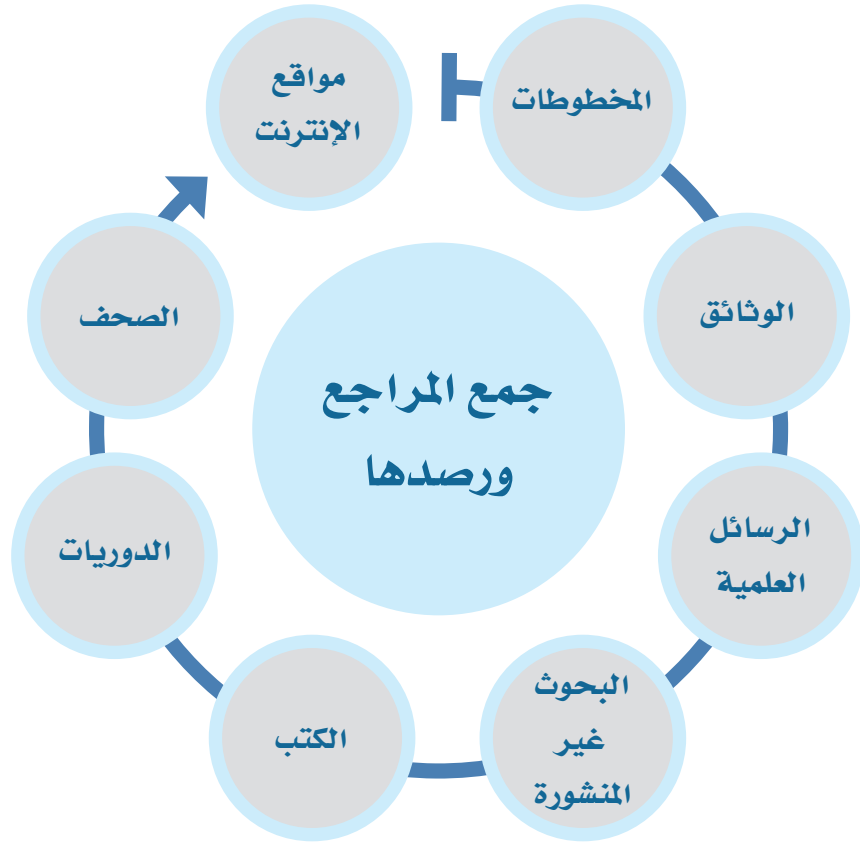 جمع المراجع
ورصدها
المخطوطات
الوثائق
الرسائل
العلمية
البحوث
غير
المنشورة
الكتب
الدوريات
الصحف
مواقع
الإنترنت